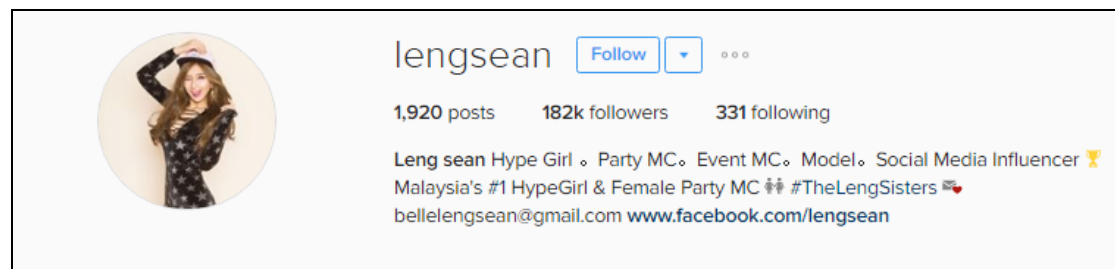 lengsean Follow
1,920 posts 182k followers 331 following
Leng sean Hype Girl 。 Party MC。 Event MC。 Model。 Social Media Influencer 🏆
Malaysia's #1 HypeGirl & Female Party MC 👭 #TheLengSisters 💌
bellelengsean@gmail.com www.facebook.com/lengsean